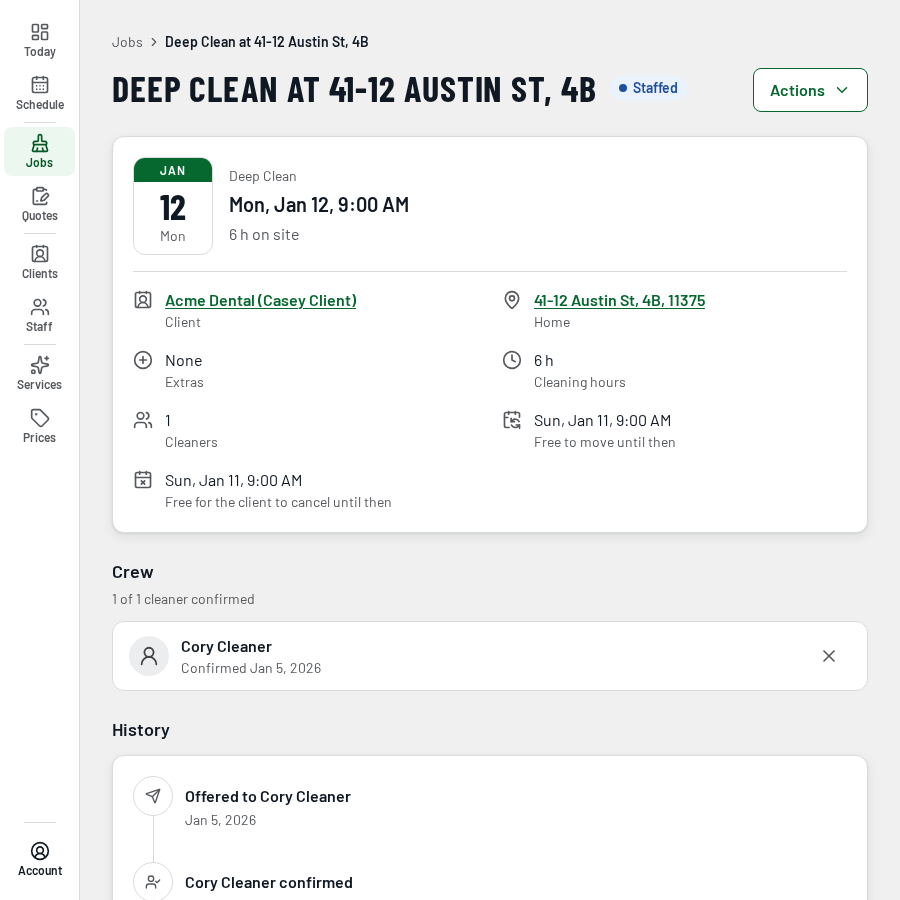 Today
Schedule
Jobs
Quotes
Clients
Staff
Services
Prices
Account
Jobs
Deep Clean at 41-12 Austin St, 4B
DEEP CLEAN AT 41-12 AUSTIN ST, 4B
Staffed
Actions
JAN
12
Mon
Deep Clean
Mon, Jan 12, 9:00 AM
6 h on site
Acme Dental (Casey Client)
Client
41-12 Austin St, 4B, 11375
Home
None
Extras
6 h
Cleaning hours
1
Cleaners
Sun, Jan 11, 9:00 AM
Free to move until then
Sun, Jan 11, 9:00 AM
Free for the client to cancel until then
Crew
1 of 1 cleaner confirmed
Cory Cleaner
Confirmed Jan 5, 2026
History
Offered to Cory Cleaner
Jan 5, 2026
Cory Cleaner confirmed